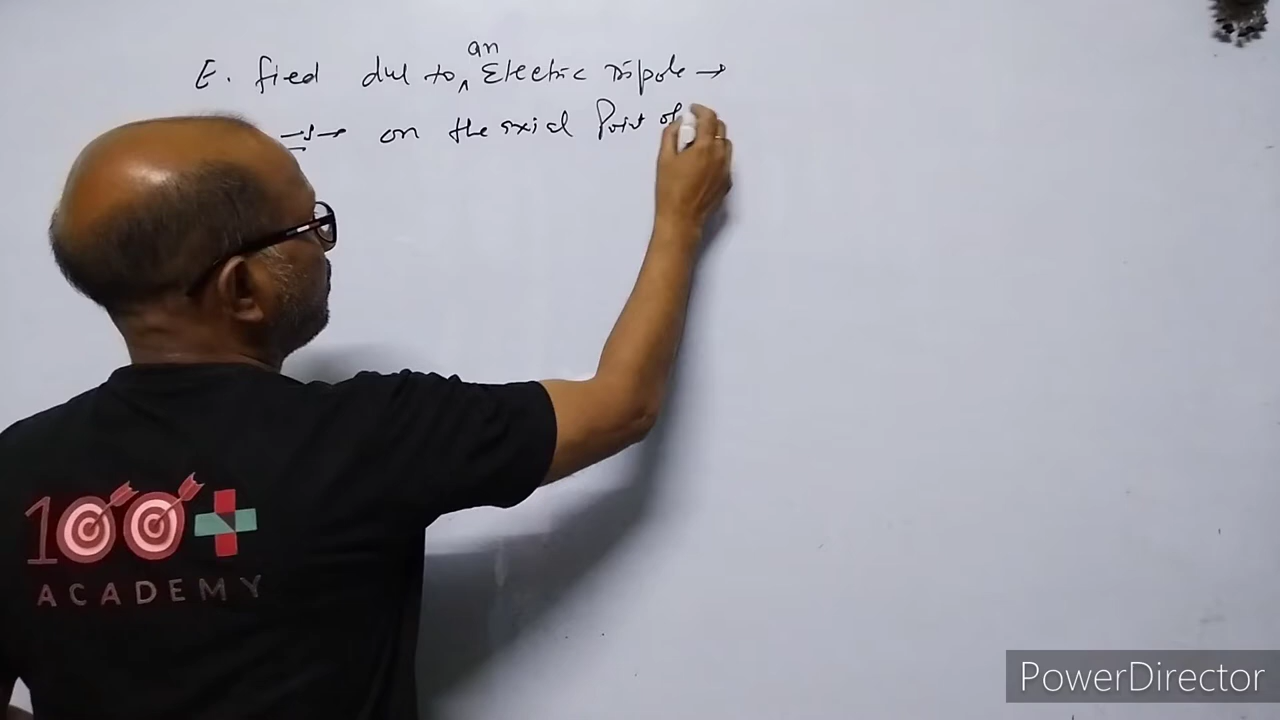 an
E. fied due to ^ Electric Dipole →
on the axial Point of
100+
ACADEMY
PowerDirector